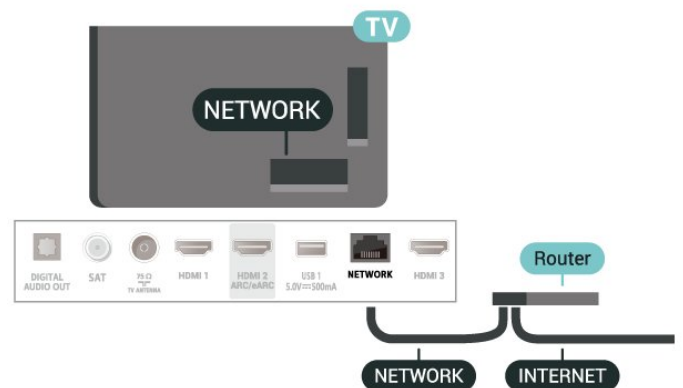 TV
NETWORK
DIGITAL
AUDIO OUT
SAT
75 Ω
TV ANTENNA
HDMI 1
HDMI 2
ARC/eARC
USB 1
5.0V⎓500mA
NETWORK
HDMI 3
Router
NETWORK
INTERNET